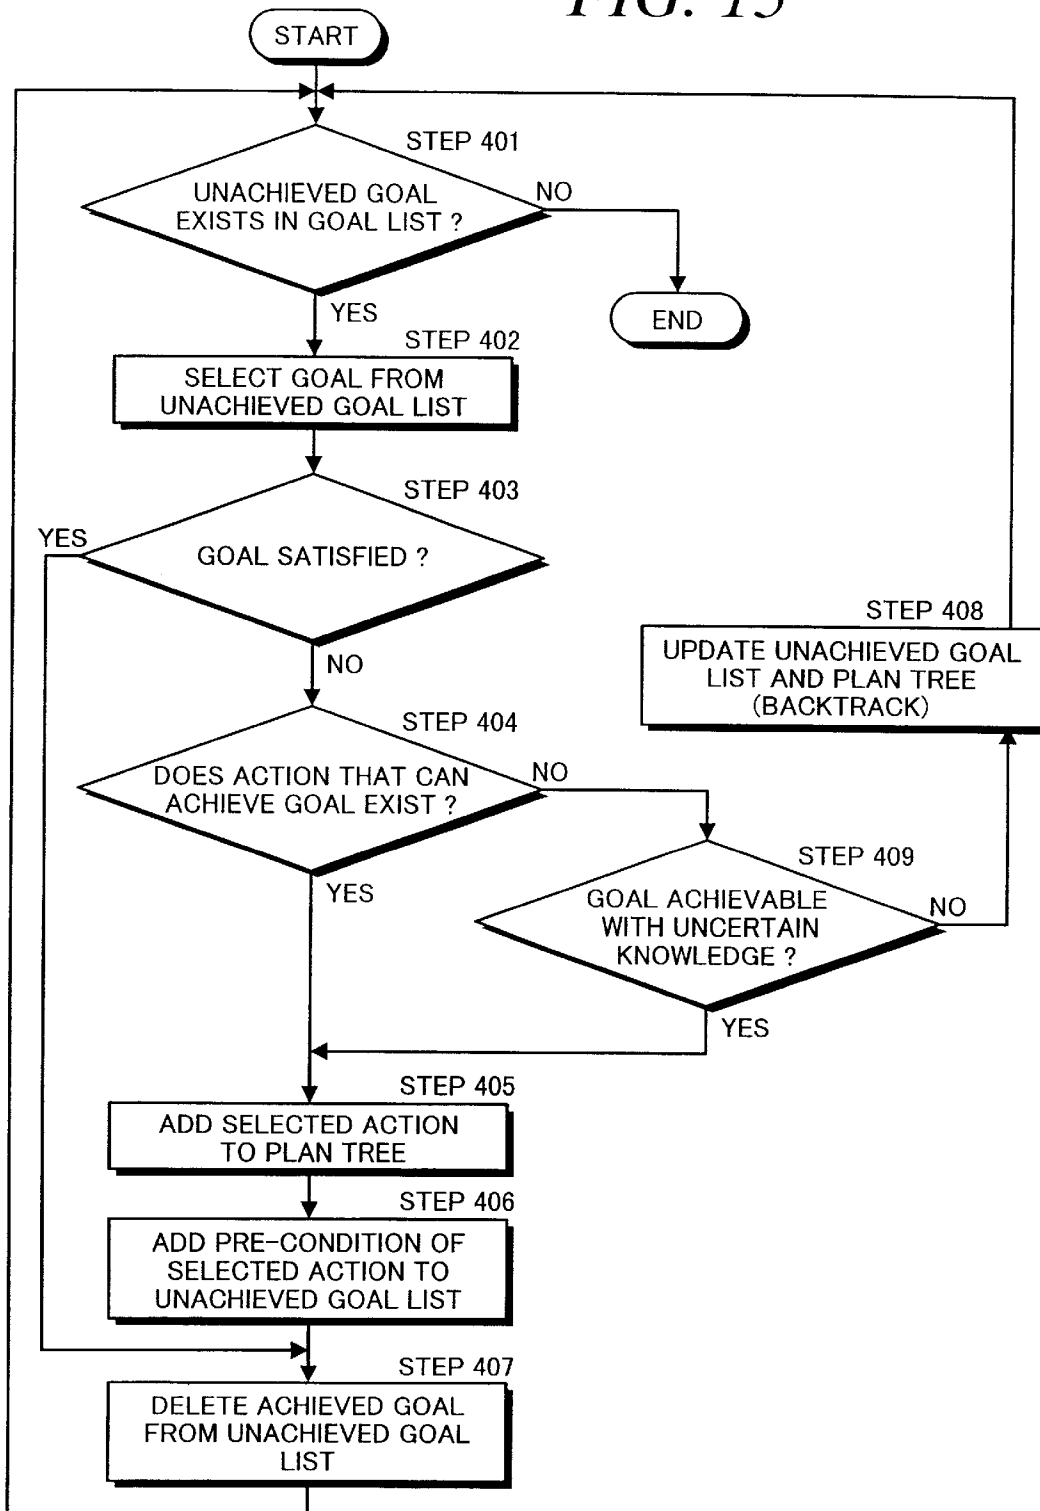 FIG. 15
START
STEP 401
UNACHIEVED GOAL
EXISTS IN GOAL LIST ?
NO
END
YES
STEP 402
SELECT GOAL FROM
UNACHIEVED GOAL LIST
STEP 403
YES
GOAL SATISFIED ?
NO
STEP 408
UPDATE UNACHIEVED GOAL
LIST AND PLAN TREE
(BACKTRACK)
STEP 404
DOES ACTION THAT CAN
ACHIEVE GOAL EXIST ?
NO
YES
STEP 409
GOAL ACHIEVABLE
WITH UNCERTAIN
KNOWLEDGE ?
NO
YES
STEP 405
ADD SELECTED ACTION
TO PLAN TREE
STEP 406
ADD PRE-CONDITION OF
SELECTED ACTION TO
UNACHIEVED GOAL LIST
STEP 407
DELETE ACHIEVED GOAL
FROM UNACHIEVED GOAL
LIST